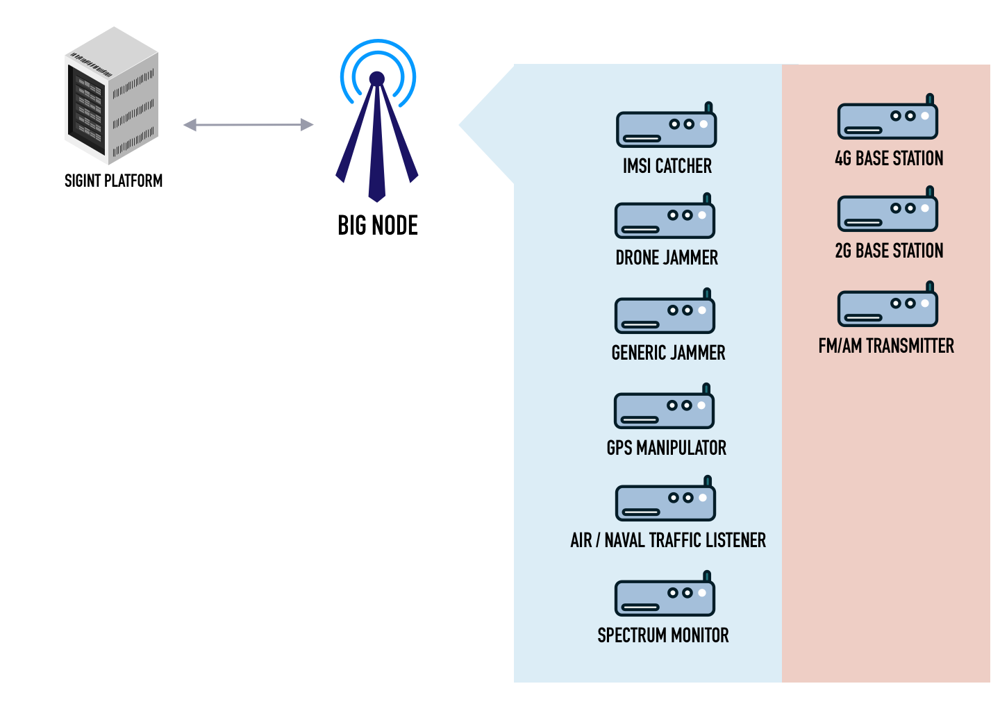 SIGINT PLATFORM
BIG NODE
IMSI CATCHER
DRONE JAMMER
GENERIC JAMMER
GPS MANIPULATOR
AIR / NAVAL TRAFFIC LISTENER
SPECTRUM MONITOR
4G BASE STATION
2G BASE STATION
FM/AM TRANSMITTER